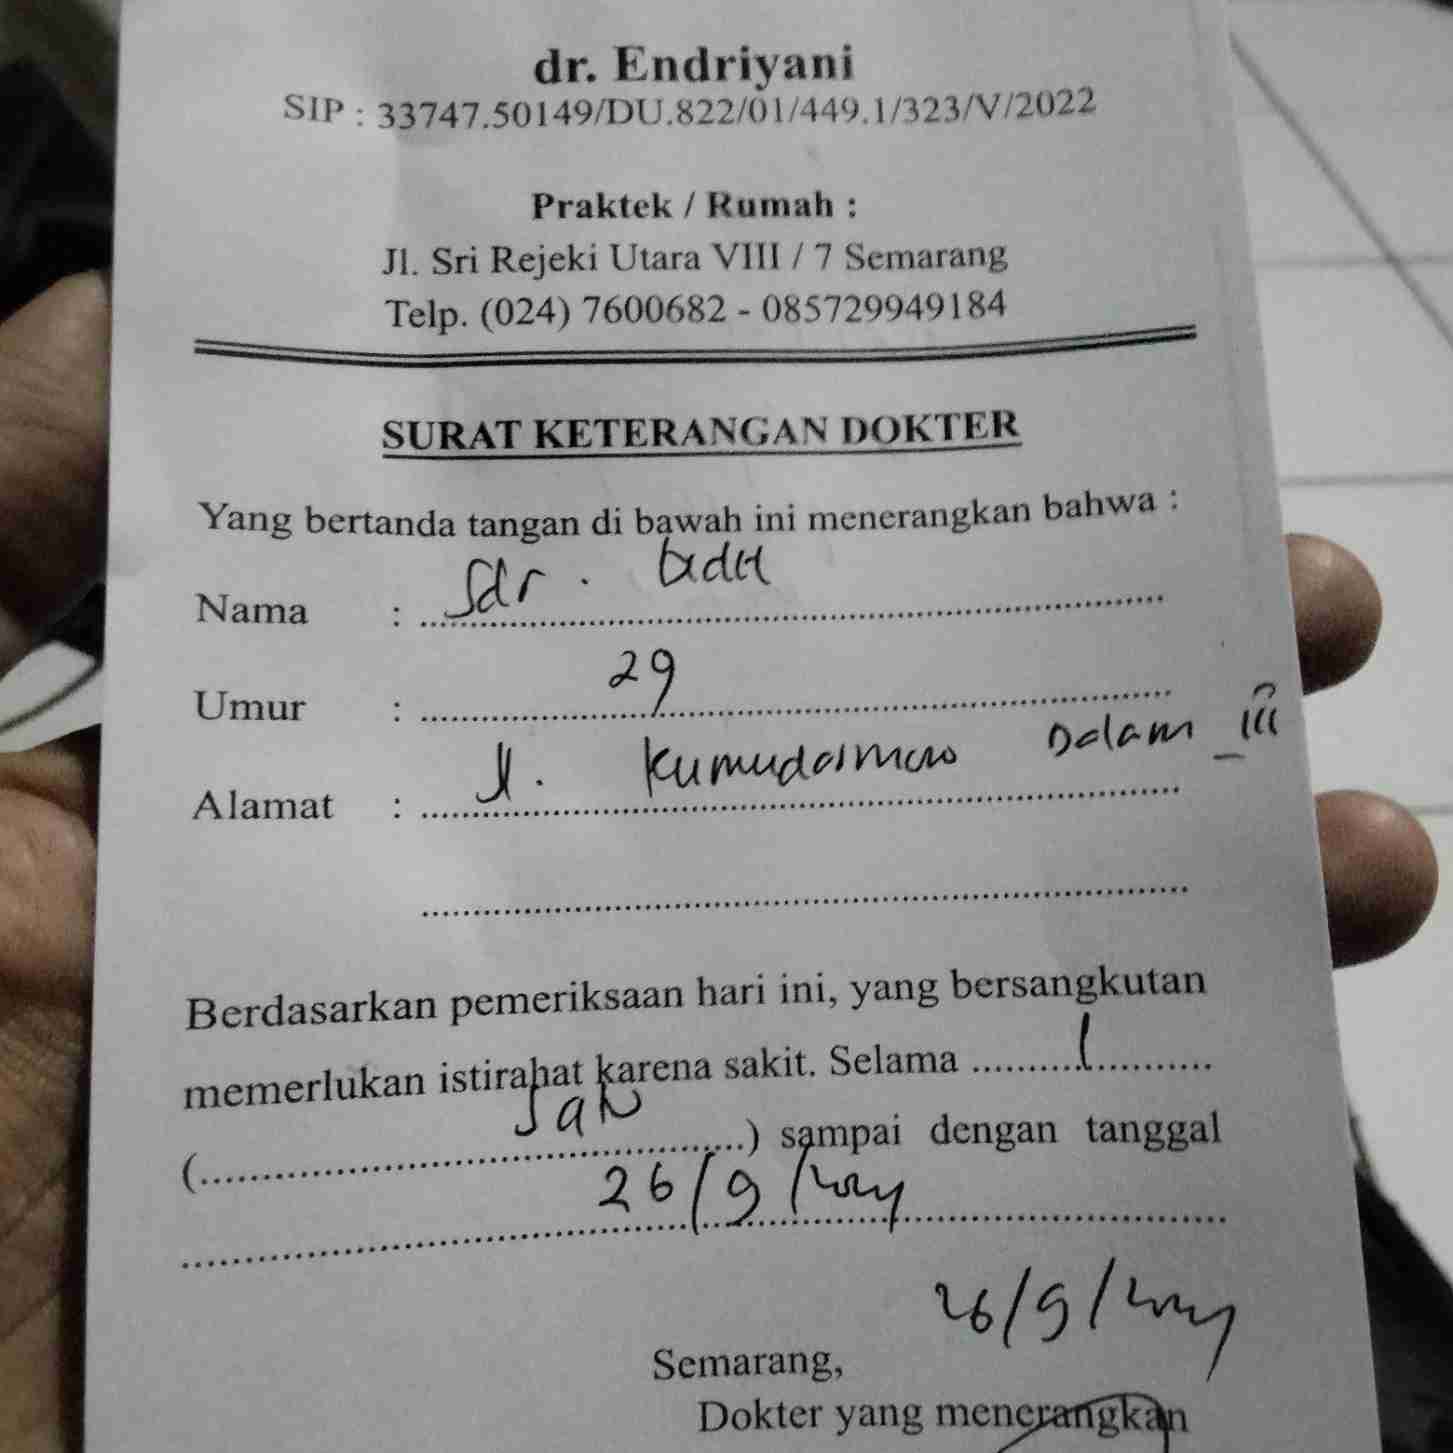 dr. Endriyani
SIP : 33747.50149/DU.822/01/449.1/323/V/2022
Praktek / Rumah :
Jl. Sri Rejeki Utara VIII / 7 Semarang
Telp. (024) 7600682 - 085729949184
SURAT KETERANGAN DOKTER
Yang bertanda tangan di bawah ini menerangkan bahwa :
Nama : Sdr.
Umur : 29
Alamat : Jl. Dalam III
Berdasarkan pemeriksaan hari ini, yang bersangkutan
memerlukan istirahat karena sakit. Selama 1
( ) sampai dengan tanggal
26/9/
26/9/
Semarang,
Dokter yang menerangkan